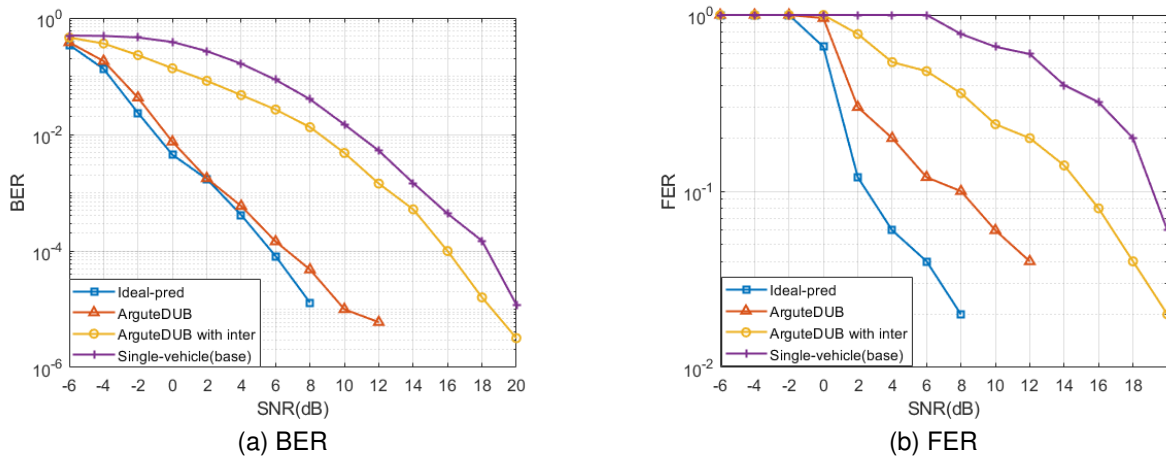 10^0
10^-2
10^-4
10^-6
BER
Ideal-pred
ArguteDUB
ArguteDUB with inter
Single-vehicle(base)
-6 -4 -2 0 2 4 6 8 10 12 14 16 18 20
SNR(dB)
(a) BER
10^0
10^-1
10^-2
FER
Ideal-pred
ArguteDUB
ArguteDUB with inter
Single-vehicle(base)
-6 -4 -2 0 2 4 6 8 10 12 14 16 18
SNR(dB)
(b) FER